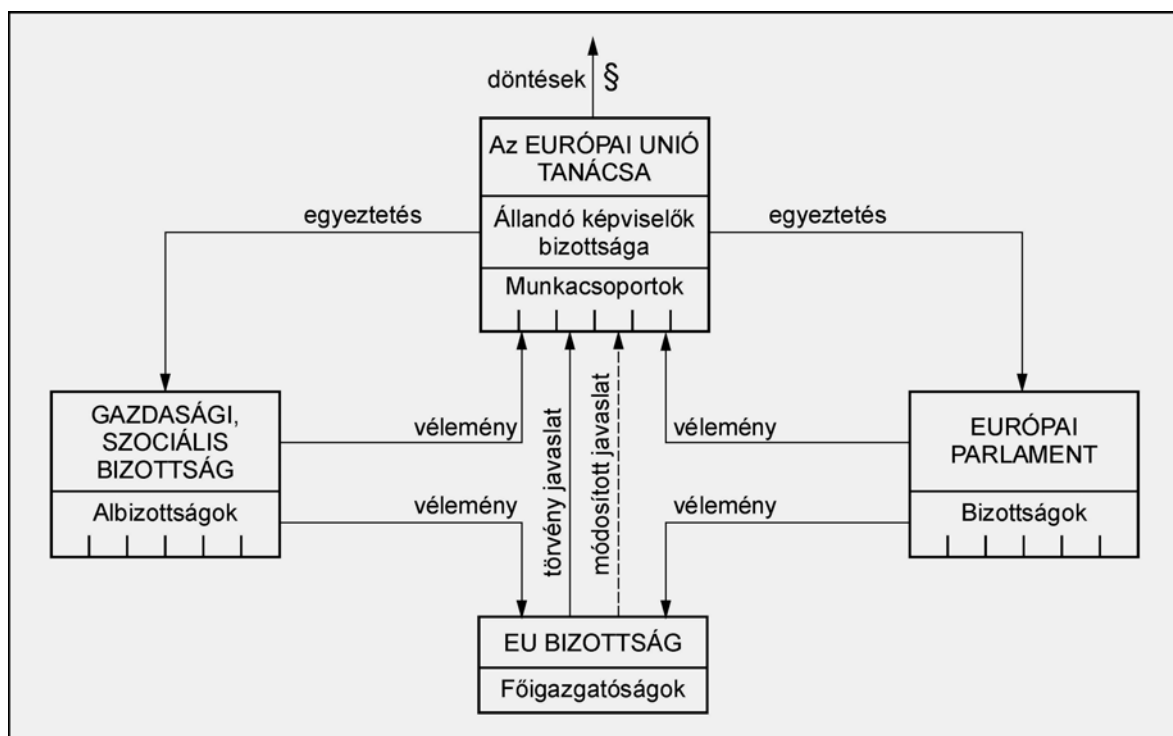 döntések §
Az EURÓPAI UNIÓ
TANÁCSA
egyeztetés
Állandó képviselők
bizottsága
egyeztetés
Munkacsoportok
GAZDASÁGI,
SZOCIÁLIS
BIZOTTSÁG
Albizottságok
vélemény
vélemény
törvény javaslat
módosított javaslat
vélemény
vélemény
EURÓPAI
PARLAMENT
Bizottságok
EU BIZOTTSÁG
Főigazgatóságok